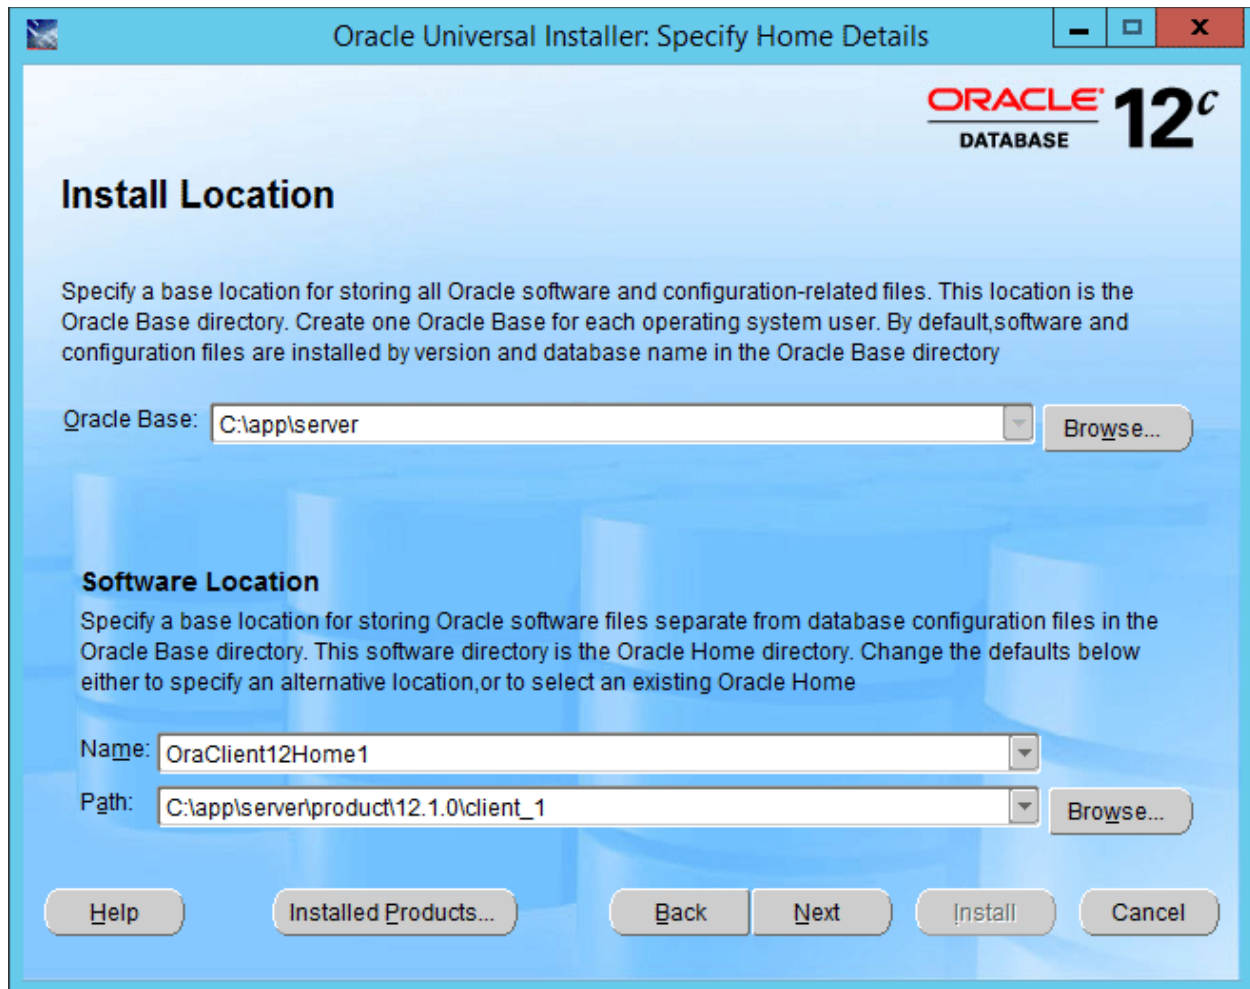 Oracle Universal Installer: Specify Home Details
ORACLE 12c
DATABASE
Install Location
Specify a base location for storing all Oracle software and configuration-related files. This location is the
Oracle Base directory. Create one Oracle Base for each operating system user. By default,software and
configuration files are installed by version and database name in the Oracle Base directory
Oracle Base: C:\app\server Browse...
Software Location
Specify a base location for storing Oracle software files separate from database configuration files in the
Oracle Base directory. This software directory is the Oracle Home directory. Change the defaults below
either to specify an alternative location,or to select an existing Oracle Home
Name: OraClient12Home1
Path: C:\app\server\product\12.1.0\client_1 Browse...
Help Installed Products... Back Next Install Cancel